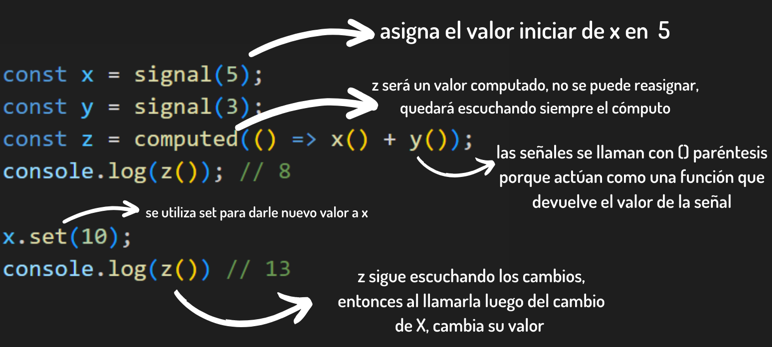 asigna el valor iniciar de x en 5
const x = signal(5);
z será un valor computado, no se puede reasignar,
quedará escuchando siempre el cómputo
const y = signal(3);
const z = computed(() => x() + y());
las señales se llaman con () paréntesis
porque actúan como una función que
devuelve el valor de la señal
console.log(z()); // 8
se utiliza set para darle nuevo valor a x
x.set(10);
console.log(z()) // 13
z sigue escuchando los cambios,
entonces al llamarla luego del cambio
de X, cambia su valor